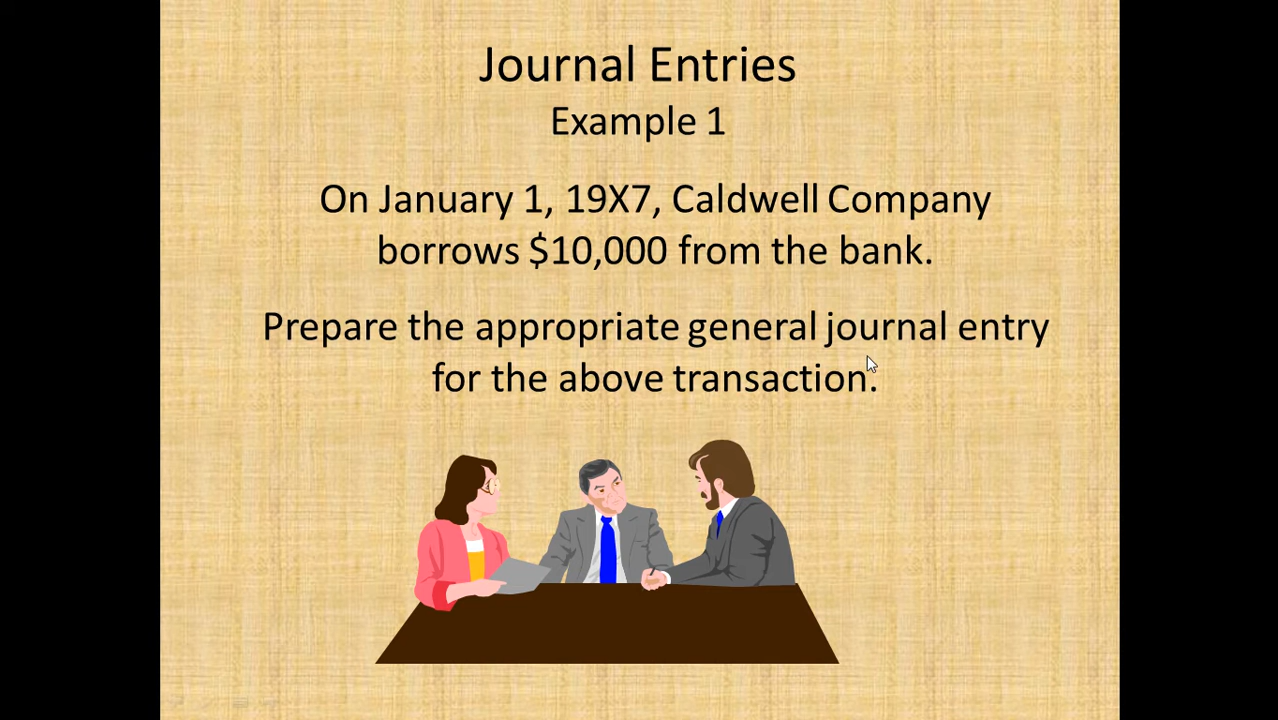 Journal Entries
Example 1
On January 1, 19X7, Caldwell Company
borrows $10,000 from the bank.
Prepare the appropriate general journal entry
for the above transaction.